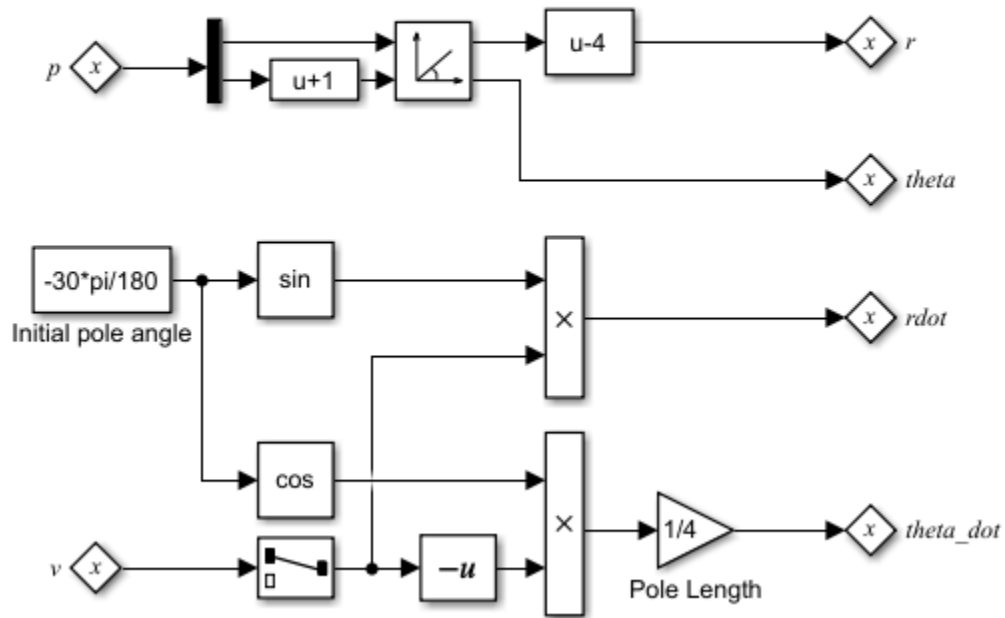 p
x
u+1
u-4
x
r
x
theta
-30*pi/180
Initial pole angle
sin
×
x
rdot
cos
×
1/4
Pole Length
x
theta_dot
v
x
-u